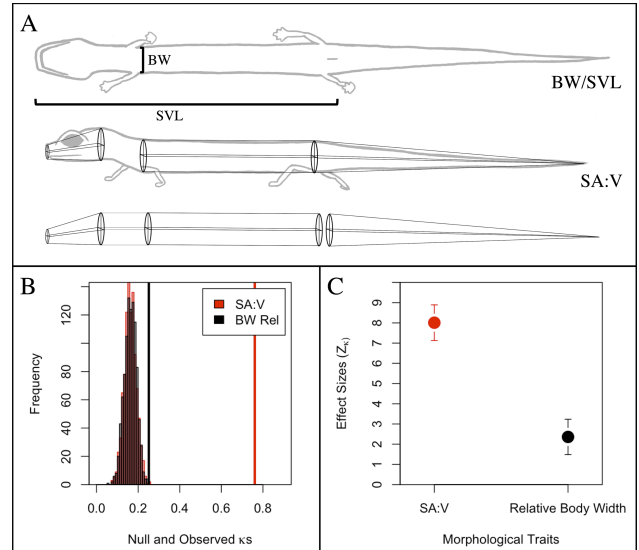 A
BW
BW/SVL
SVL
SA:V
B
SA:V
BW Rel
Frequency
0 20 40 60 80 120
0.0 0.2 0.4 0.6 0.8
Null and Observed κs
C
Effect Sizes (Zκ)
0 1 2 3 4 5 6 7 8 9
SA:V Relative Body Width
Morphological Traits